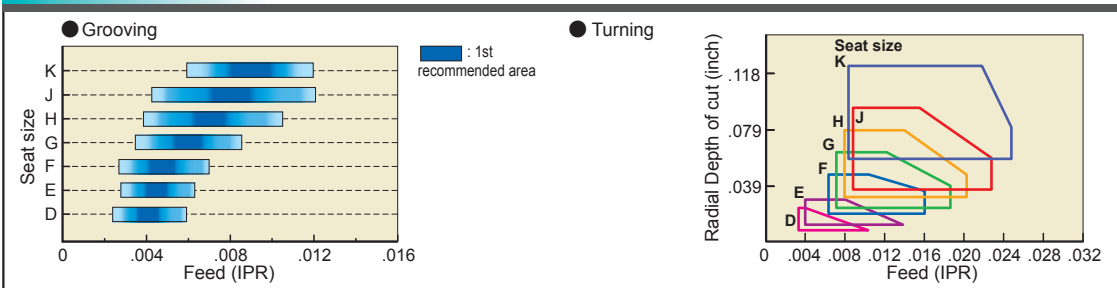 Grooving
K
J
H
G
F
E
D
Seat size
0 .004 .008 .012 .016
Feed (IPR)
: 1st
recommended area
Turning
Seat size
K
J
H
G
F
E
D
.118
.079
.039
Radial Depth of cut (inch)
0 .004 .008 .012 .016 .020 .024 .028 .032
Feed (IPR)